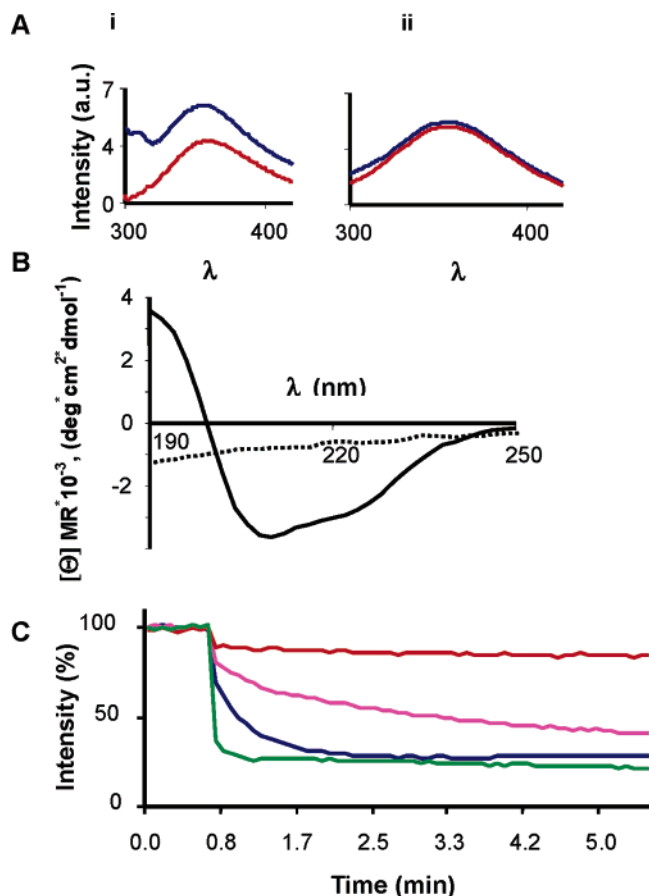 A
i
ii
Intensity (a.u.)
7
4
0
300
400
300
400
λ
λ
B
[Θ] MR*10⁻³, (deg*cm²*dmol⁻¹)
4
2
0
-2
λ (nm)
190
220
250
C
Intensity (%)
100
50
0
0.0 0.8 1.7 2.5 3.3 4.2 5.0
Time (min)